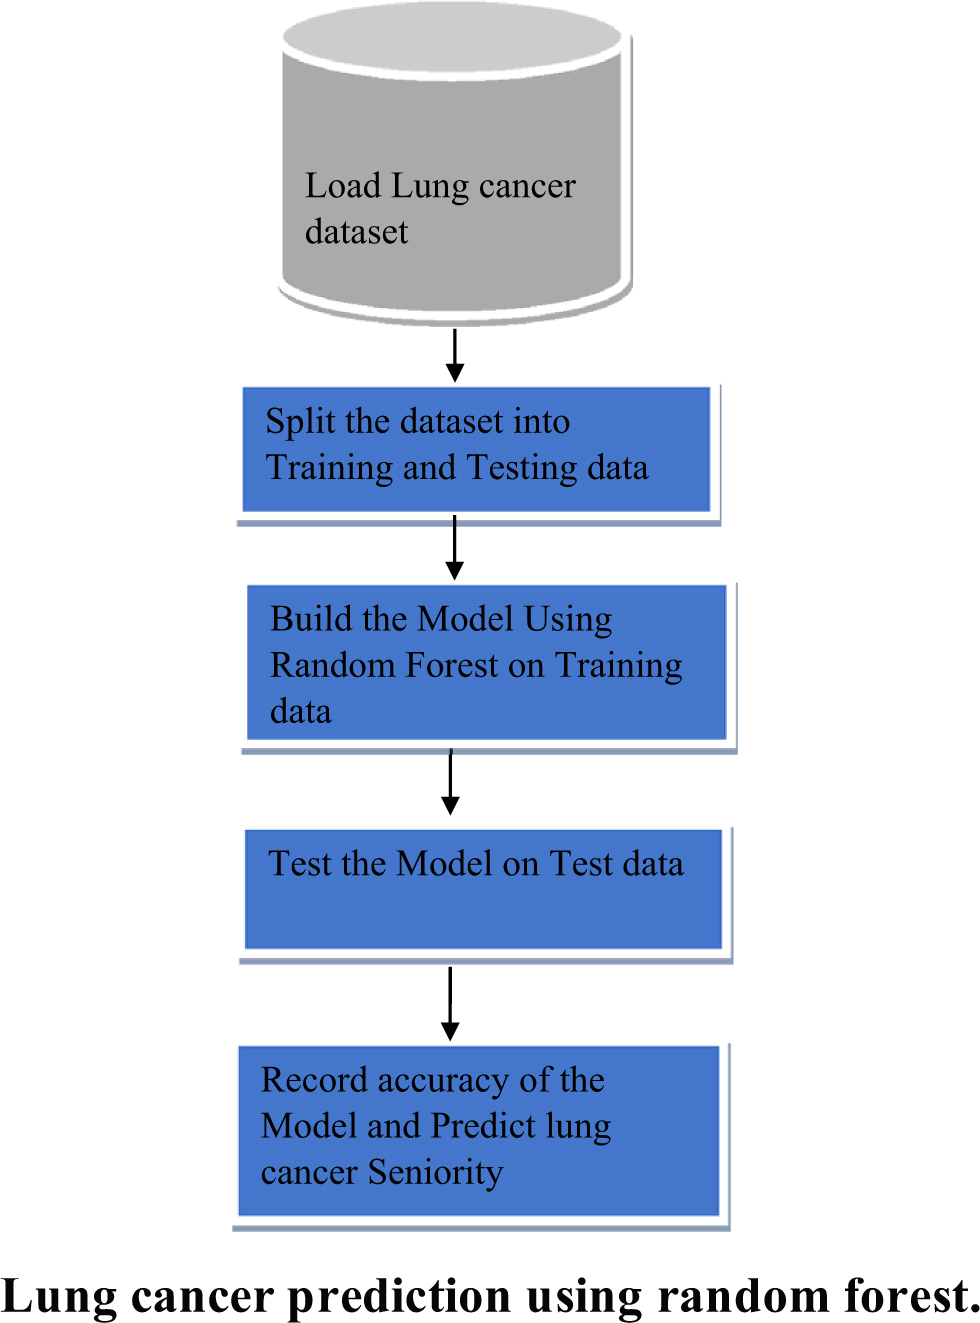 Load Lung cancer
dataset
Split the dataset into
Training and Testing data
Build the Model Using
Random Forest on Training
data
Test the Model on Test data
Record accuracy of the
Model and Predict lung
cancer Seniority
Lung cancer prediction using random forest.